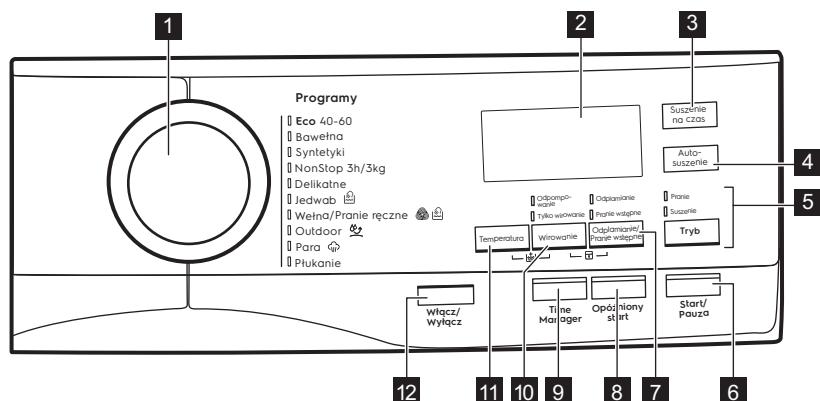 1
2
3
Programy
Eco 40-60
Bawełna
Syntetyki
NonStop 3h/3kg
Delikatne
Jedwab
Wełna/Pranie ręczne
Outdoor
Para
Płukanie
Suszenie
na czas
Auto-
suszenie
4
Odpompo-
wanie
Tylko wirowanie
Odplamianie
Pranie wstępne
Pranie
Suszenie
5
Temperatura
Wirowanie
Odplamianie/
Pranie wstępne
Tryb
Włącz/
Wyłącz
Time
Manager
Opóźniony
start
Start/
Pauza
12
11
10
9
8
7
6